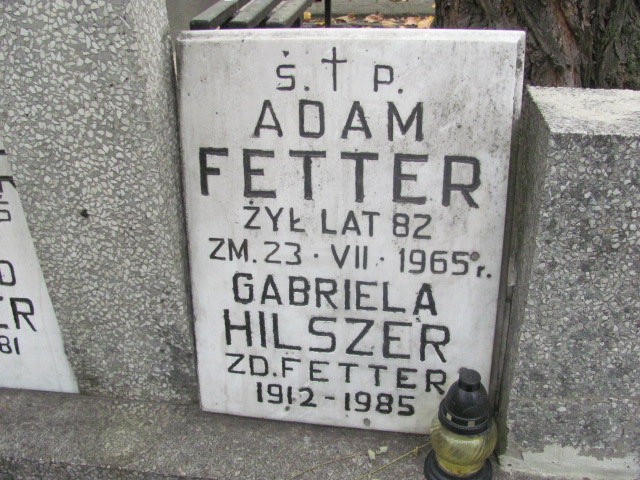 Ś. † P.
ADAM
FETTER
ŻYŁ LAT 82
ZM. 23 · VII · 1965 r.
GABRIELA
HILSZER
ZD. FETTER
1912 - 1985